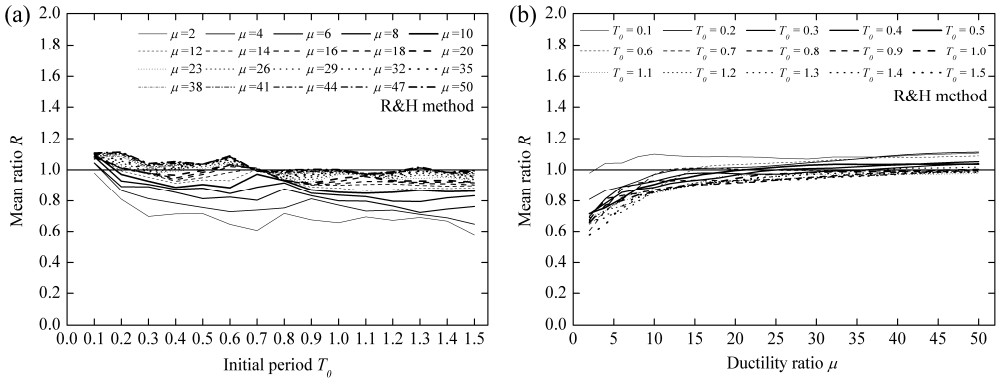 (a)
μ=2 μ=4 μ=6 μ=8 μ=10
μ=12 μ=14 μ=16 μ=18 μ=20
μ=23 μ=26 μ=29 μ=32 μ=35
μ=38 μ=41 μ=44 μ=47 μ=50
R&H method
Mean ratio R
2.0
1.8
1.6
1.4
1.2
1.0
0.8
0.6
0.4
0.2
0.0
0.0 0.1 0.2 0.3 0.4 0.5 0.6 0.7 0.8 0.9 1.0 1.1 1.2 1.3 1.4 1.5
Initial period T0
(b)
T0 = 0.1 T0 = 0.2 T0 = 0.3 T0 = 0.4 T0 = 0.5
T0 = 0.6 T0 = 0.7 T0 = 0.8 T0 = 0.9 T0 = 1.0
T0 = 1.1 T0 = 1.2 T0 = 1.3 T0 = 1.4 T0 = 1.5
R&H method
Mean ratio R
2.0
1.8
1.6
1.4
1.2
1.0
0.8
0.6
0.4
0.2
0.0
0 5 10 15 20 25 30 35 40 45 50
Ductility ratio μ